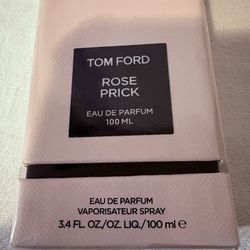 TOM FORD
ROSE
PRICK
EAU DE PARFUM
100 ML
EAU DE PARFUM
VAPORISATEUR SPRAY
3.4 FL. OZ./OZ. LIQ./100 ml ℮